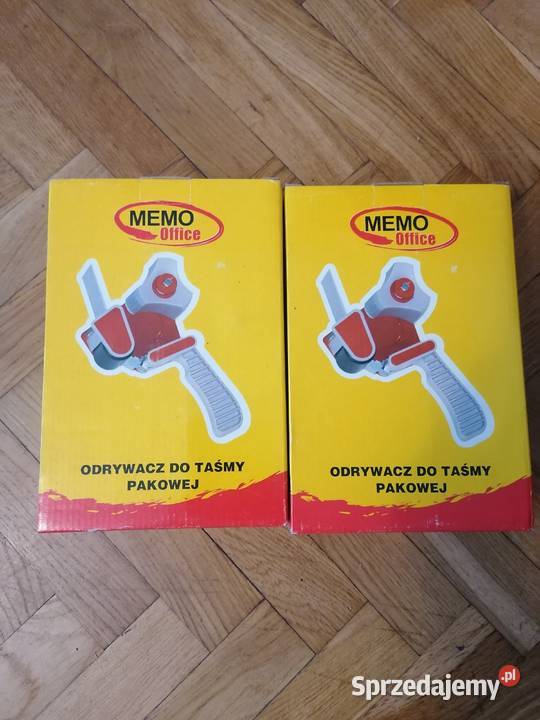 MEMO
Office
ODRYWACZ DO TAŚMY
PAKOWEJ
MEMO
Office
ODRYWACZ DO TAŚMY
PAKOWEJ
Sprzedajemy.pl